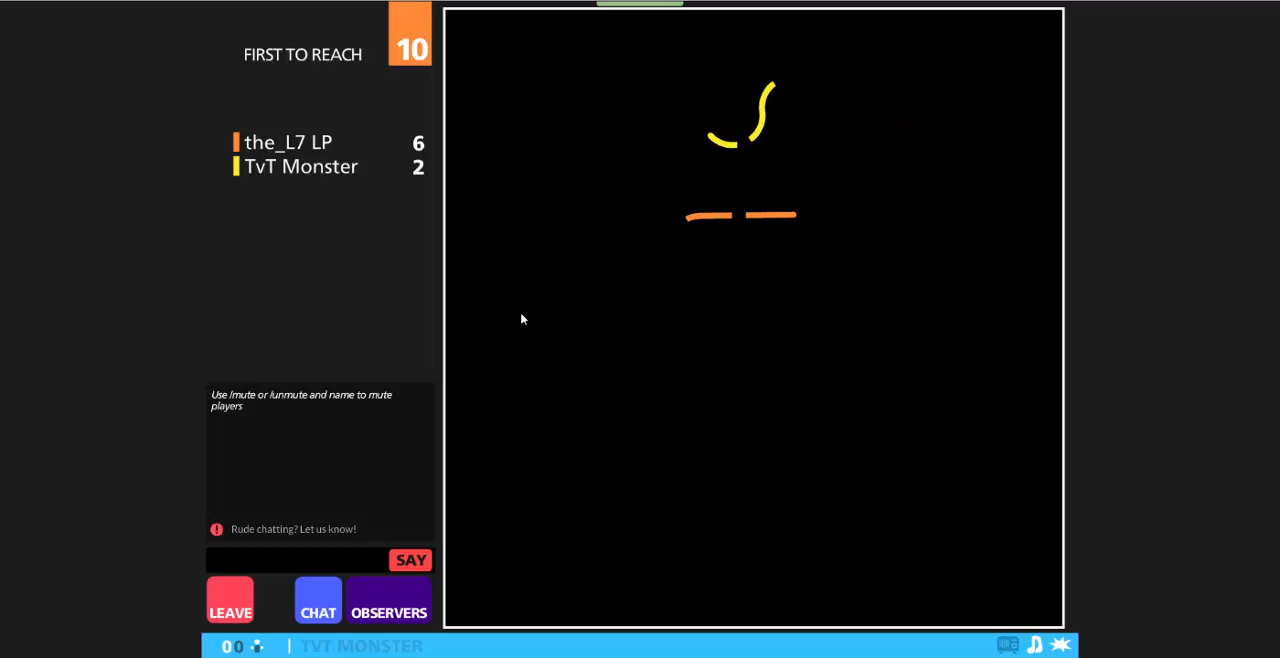 FIRST TO REACH 10
the_L7 LP 6
TvT Monster 2
Use /mute or /unmute and name to mute
players
Rude chatting? Let us know!
SAY
LEAVE CHAT OBSERVERS
00 TVT MONSTER